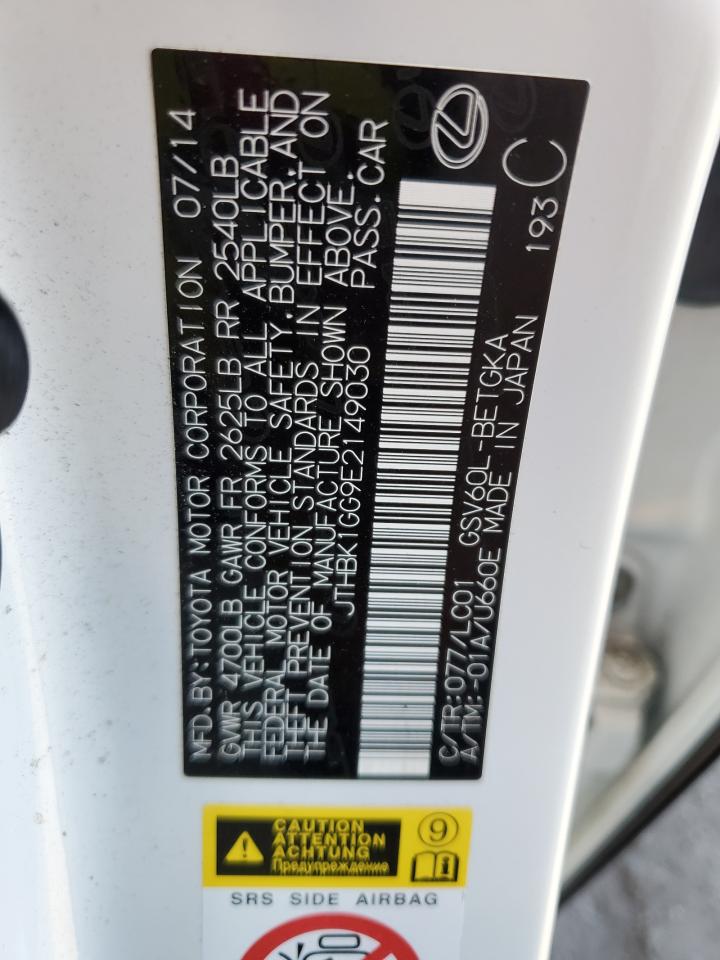 MFD.BY:TOYOTA MOTOR CORPORATION 07/14
GVWR 4700LB GAWR FR 2625LB RR 2540LB
THIS VEHICLE CONFORMS TO ALL APPLICABLE
FEDERAL MOTOR VEHICLE SAFETY,BUMPER, AND
THEFT PREVENTION STANDARDS IN EFFECT ON
THE DATE OF MANUFACTURE SHOWN ABOVE.
JTHBK1GG9E2149030 PASS.CAR
C/TR:077/LC01 GSV60L-BETGKA
A/TM:-01A/U660E MADE IN JAPAN 193 C
CAUTION
ATTENTION
ACHTUNG
Предупреждение
9
SRS SIDE AIRBAG